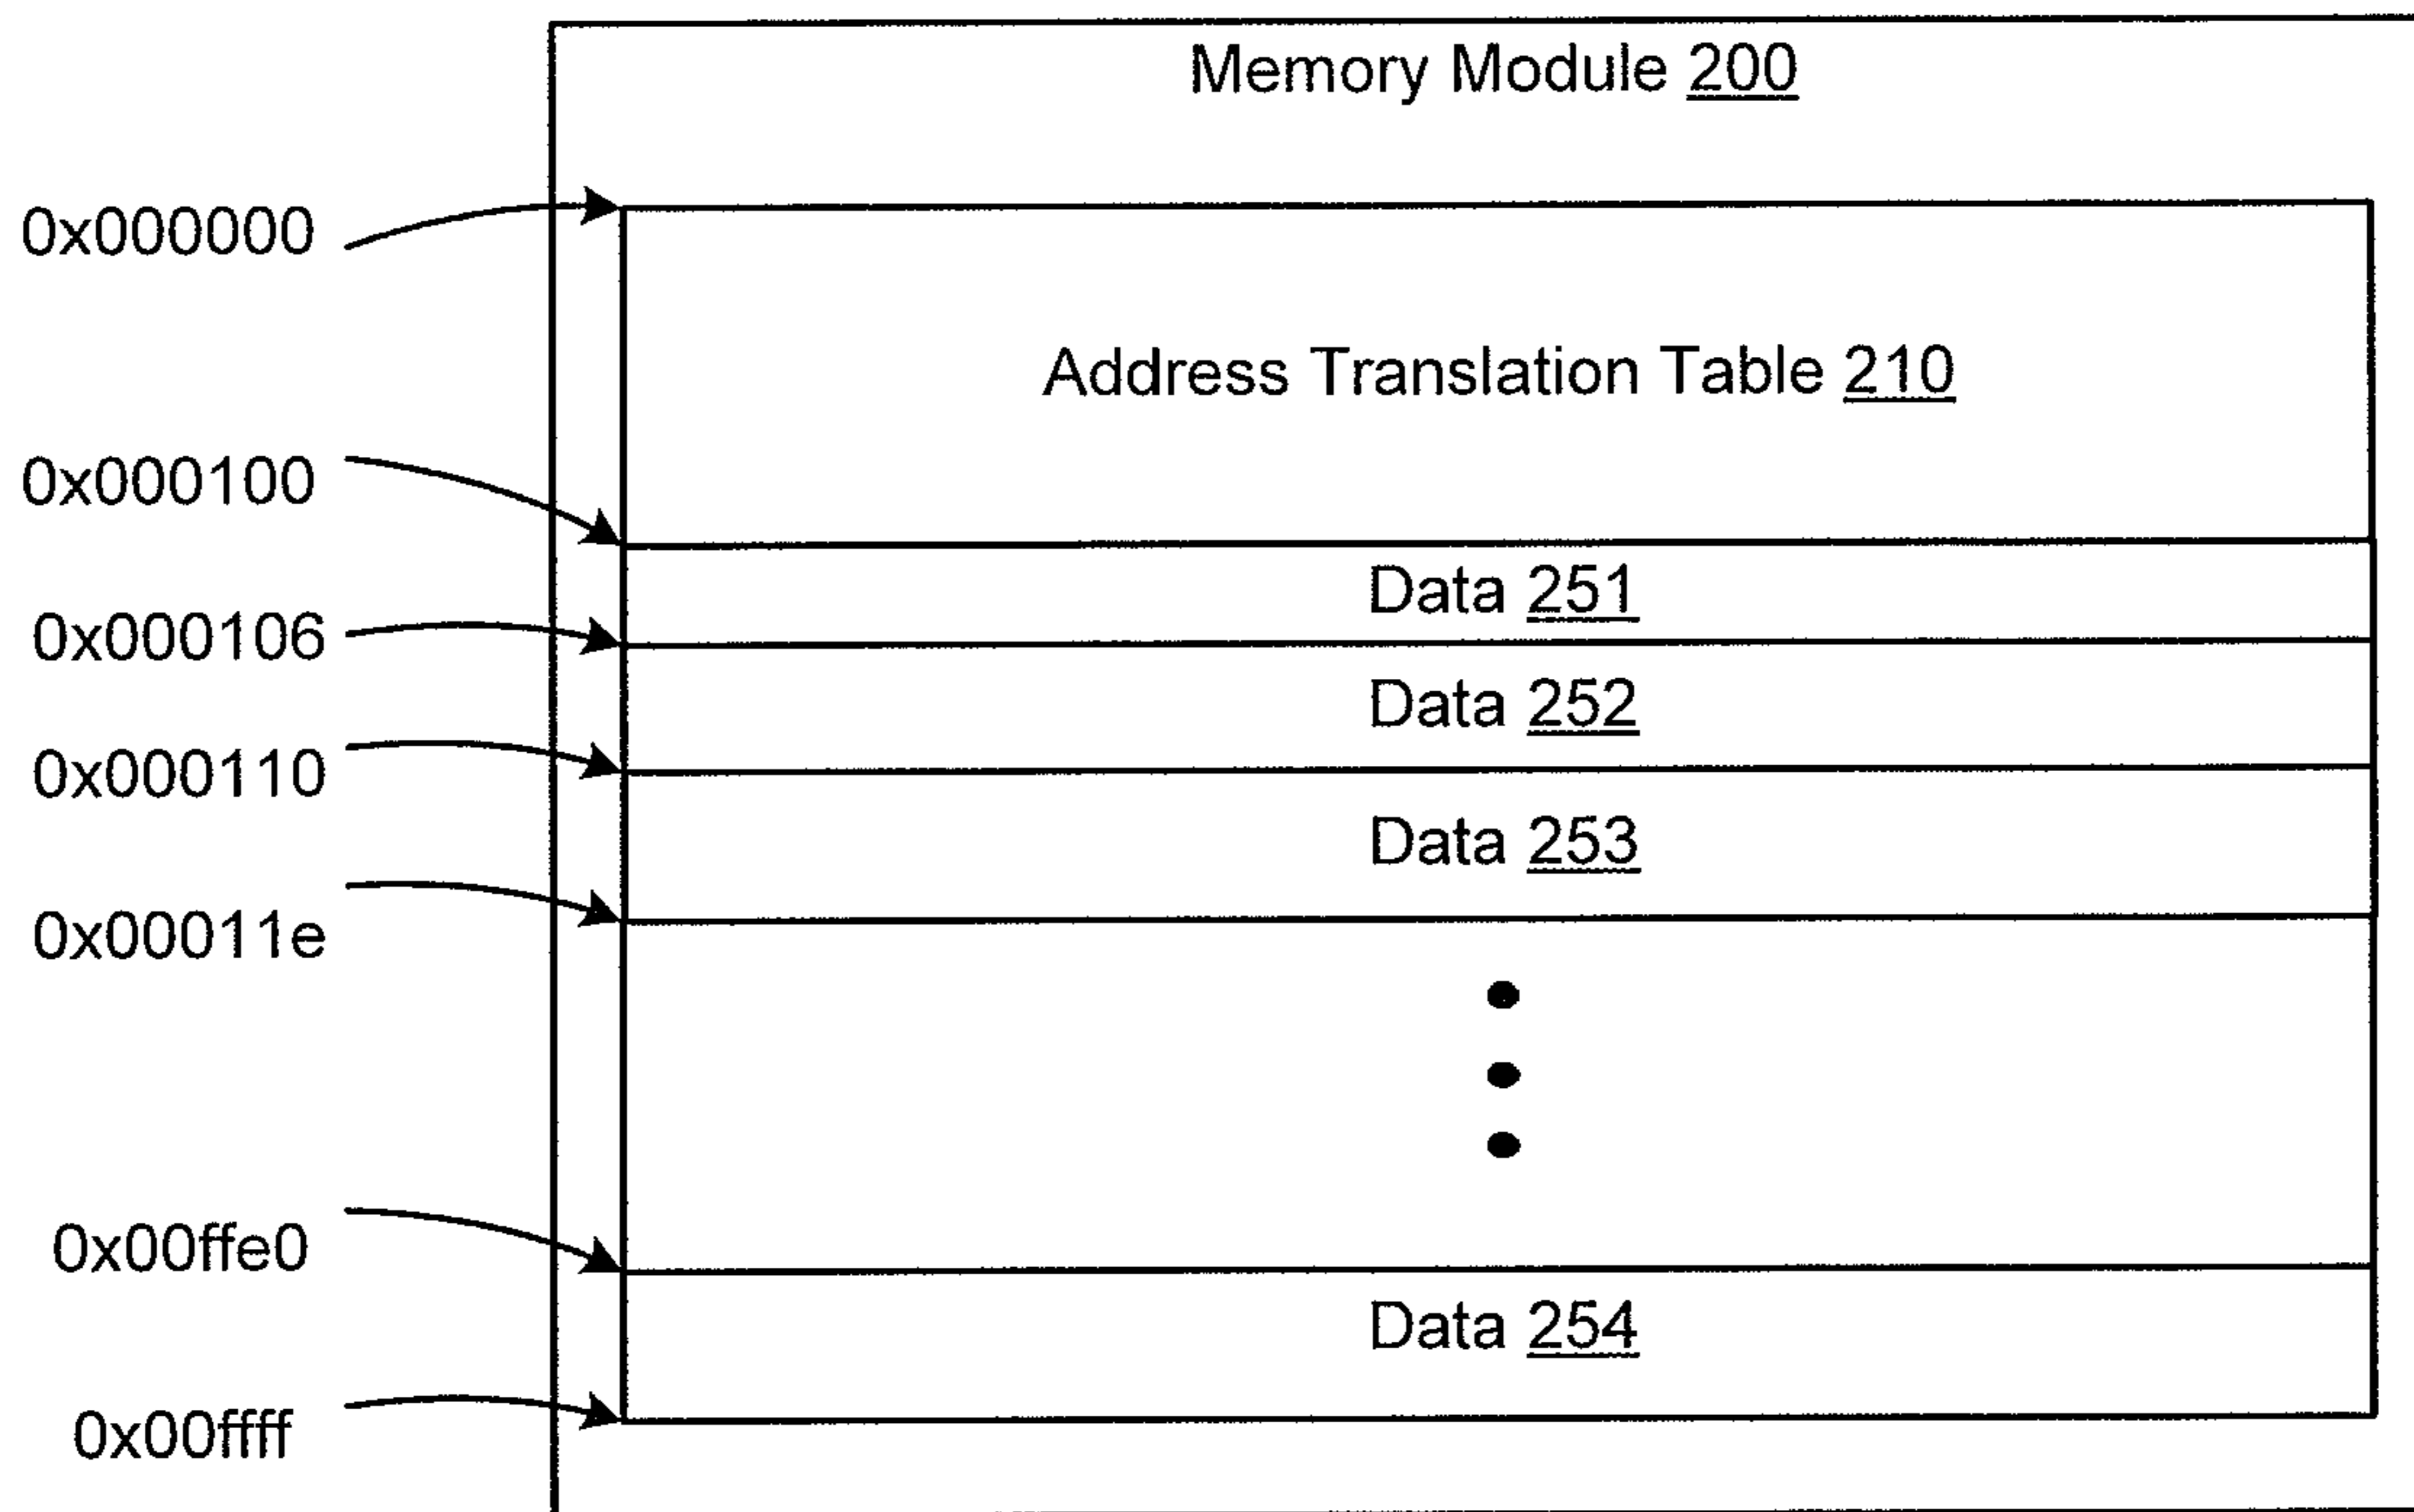 Memory Module 200
0x000000
Address Translation Table 210
0x000100
Data 251
0x000106
Data 252
0x000110
Data 253
0x00011e
0x00ffe0
Data 254
0x00ffff